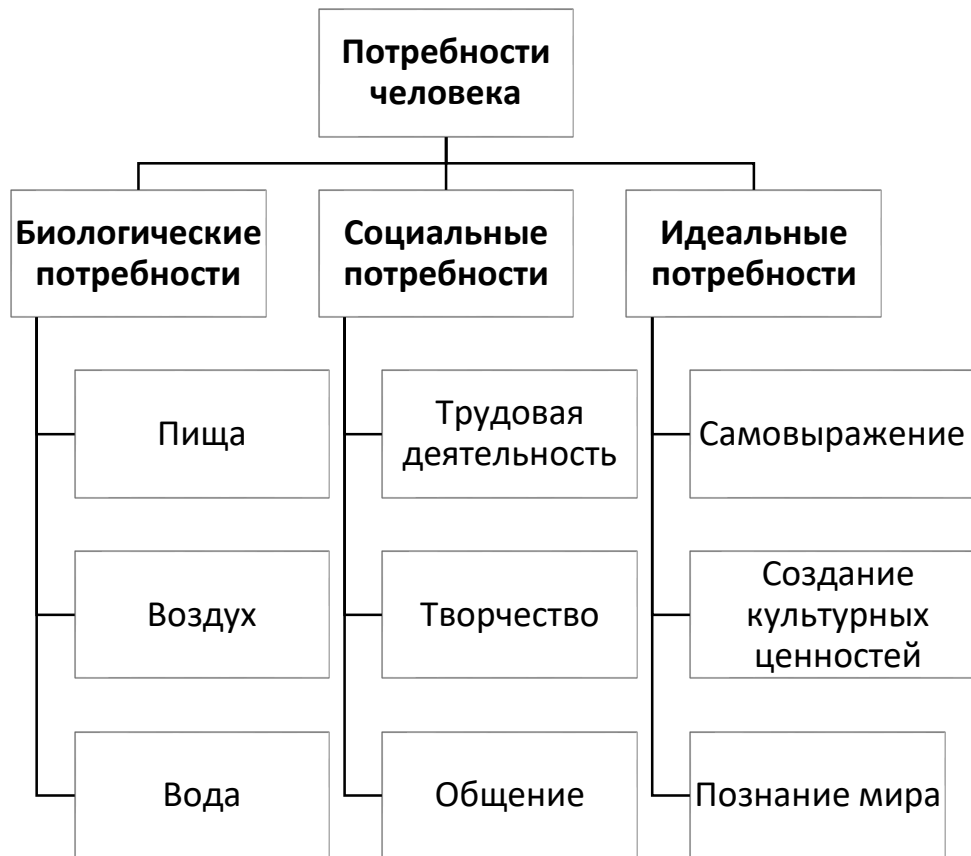 Потребности
человека
Биологические
потребности
Социальные
потребности
Идеальные
потребности
Пища
Трудовая
деятельность
Самовыражение
Воздух
Творчество
Создание
культурных
ценностей
Вода
Общение
Познание мира